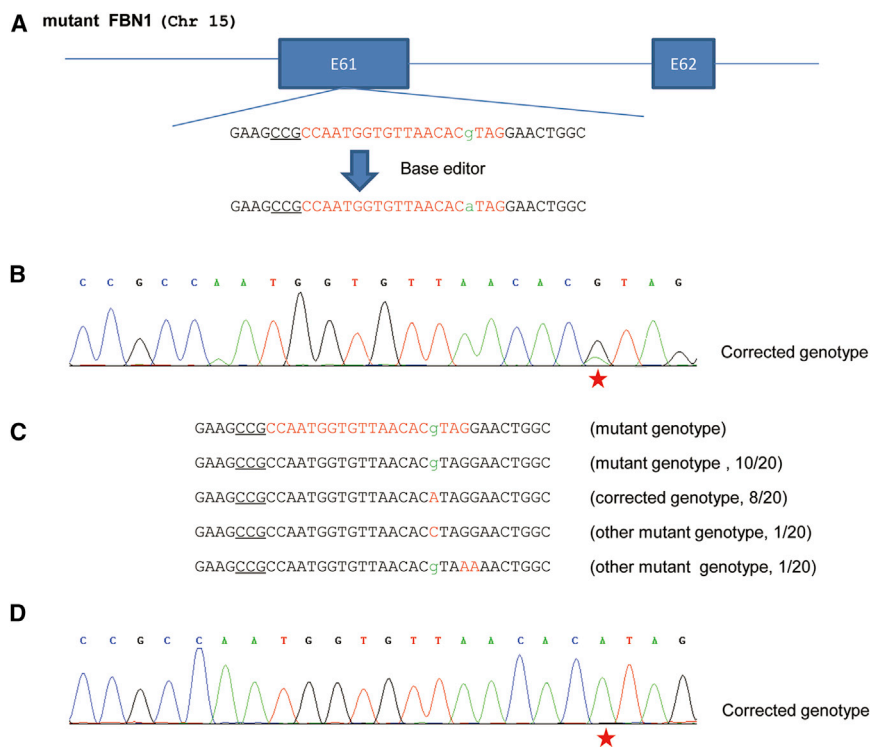 A mutant FBN1 (Chr 15)
E61 E62
GAAGCCGCCAATGGTGTTAACACgTAGGAACTGGC
Base editor
GAAGCCGCCAATGGTGTTAACACaTAGGAACTGGC
B
C C G C C A A T G G T G T T A A C A C G T A G
Corrected genotype
C
GAAGCCGCCAATGGTGTTAACACgTAGGAACTGGC (mutant genotype)
GAAGCCGCCAATGGTGTTAACACgTAGGAACTGGC (mutant genotype , 10/20)
GAAGCCGCCAATGGTGTTAACACATAGGAACTGGC (corrected genotype, 8/20)
GAAGCCGCCAATGGTGTTAACACCTAGGAACTGGC (other mutant genotype, 1/20)
GAAGCCGCCAATGGTGTTAACACgTAAAAACTGGC (other mutant genotype, 1/20)
D
C C G C C A A T G G T G T T A A C A C A T A G
Corrected genotype